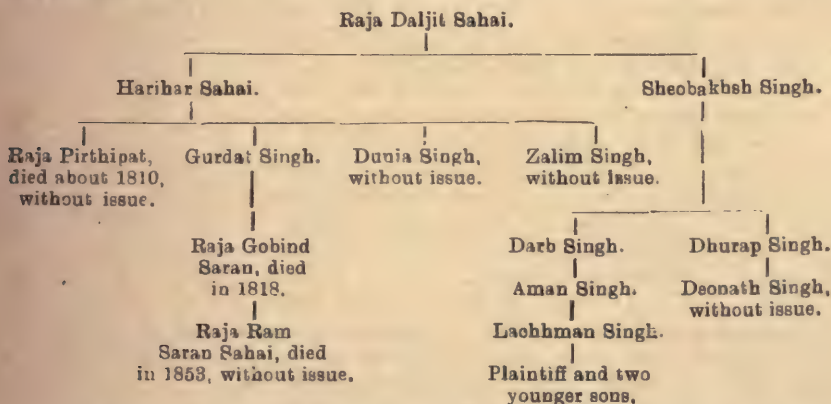 Raja Daljit Sahai.
Harihar Sahai. Sheobakhsh Singh.
Raja Pirthipat, Gurdat Singh. Dunia Singh, Zalim Singh,
died about 1810, without issue. without issue.
without issue.
Raja Gobind Darb Singh. Dhurap Singh.
Saran, died
in 1818. Aman Singh. Deonath Singh,
without issue.
Raja Ram Lachhman Singh.
Saran Sahai, died
in 1853, without issue. Plaintiff and two
younger sons.